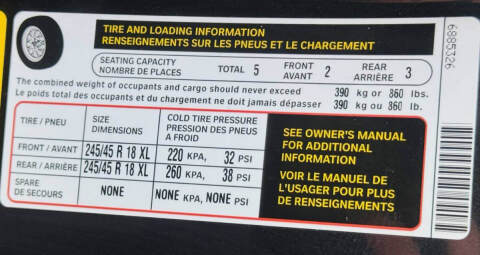 TIRE AND LOADING INFORMATION
RENSEIGNEMENTS SUR LES PNEUS ET LE CHARGEMENT
SEATING CAPACITY
NOMBRE DE PLACES
TOTAL 5
FRONT
AVANT 2
REAR
ARRIÈRE 3
The combined weight of occupants and cargo should never exceed 390 kg or 860 lbs.
Le poids total des occupants et du chargement ne doit jamais dépasser 390 kg ou 860 lb.
TIRE / PNEU
SIZE
DIMENSIONS
COLD TIRE PRESSURE
PRESSION DES PNEUS
A FROID
FRONT / AVANT 245/45 R 18 XL 220 KPA, 32 PSI
REAR / ARRIÈRE 245/45 R 18 XL 260 KPA, 38 PSI
SPARE
DE SECOURS NONE NONE KPA, NONE PSI
SEE OWNER'S MANUAL
FOR ADDITIONAL
INFORMATION
VOIR LE MANUEL DE
L'USAGER POUR PLUS
DE RENSEIGNEMENTS
6885326